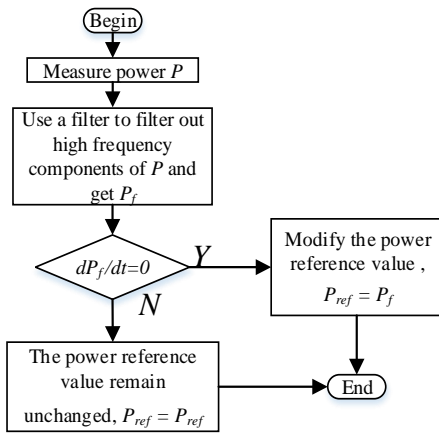 Begin
Measure power P
Use a filter to filter out
high frequency
components of P and
get Pf
dPf/dt=0
Y
N
Modify the power
reference value ,
Pref = Pf
The power reference
value remain
unchanged, Pref = Pref
End